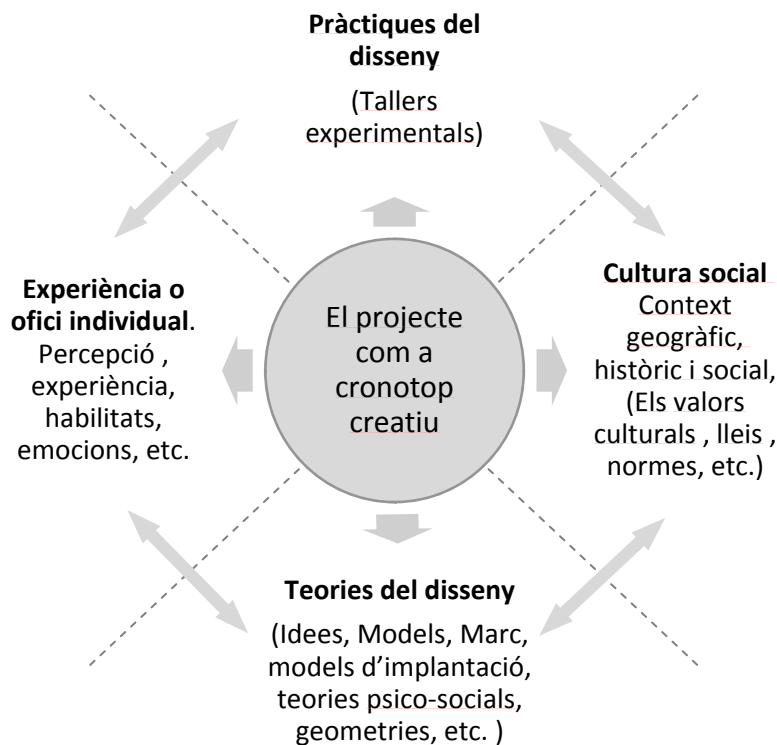 Pràctiques del
disseny
(Tallers
experimentals)
Experiència o
ofici individual.
Percepció ,
experiència,
habilitats,
emocions, etc.
El projecte
com a
cronotop
creatiu
Cultura social
Context
geogràfic,
històric i social,
(Els valors
culturals , lleis ,
normes, etc.)
Teories del disseny
(Idees, Models, Marc,
models d’implantació,
teories psico-socials,
geometries, etc. )